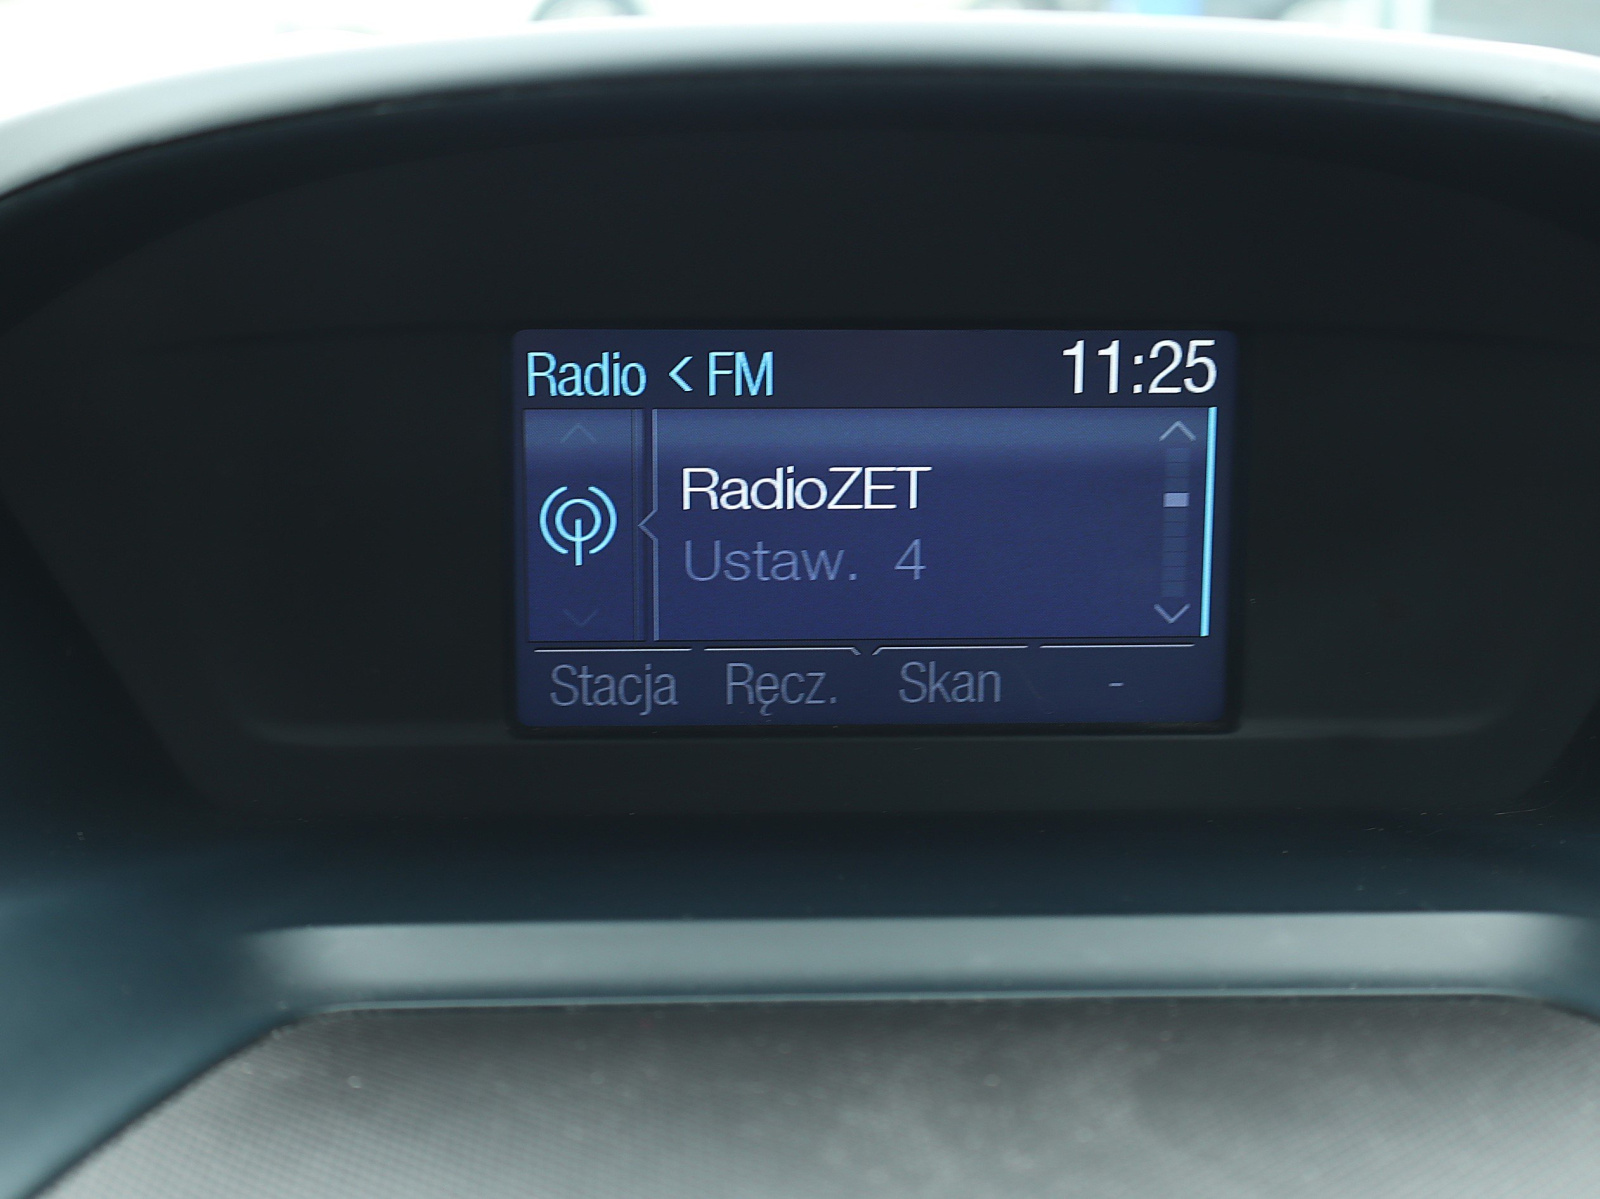 Radio < FM 11:25
RadioZET
Ustaw. 4
Stacja Ręcz. Skan -